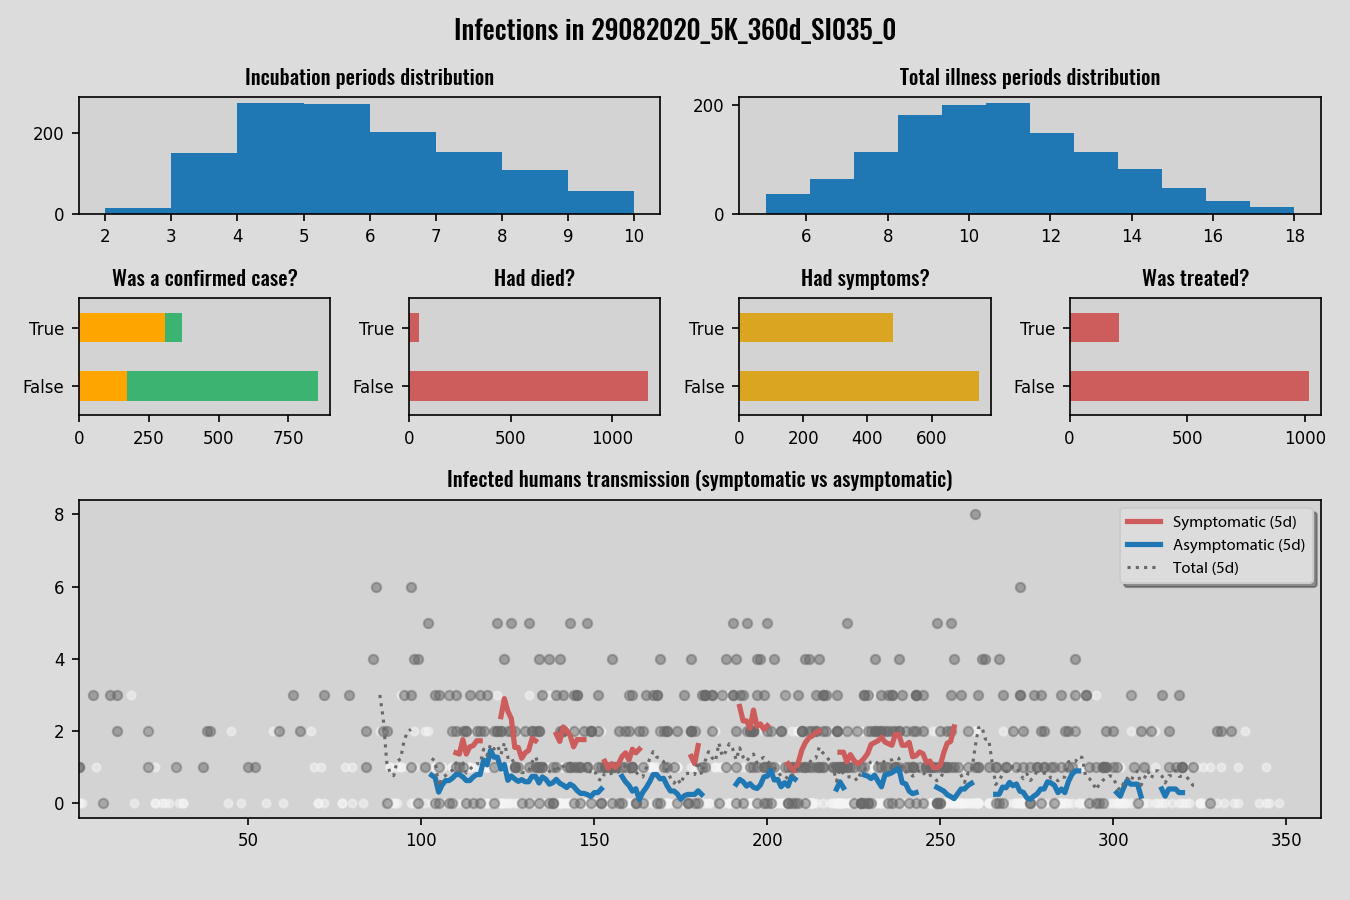 Infections in 29082020_5K_360d_SI035_0
Incubation periods distribution
Total illness periods distribution
200
0
2 3 4 5 6 7 8 9 10
200
0
6 8 10 12 14 16 18
Was a confirmed case?
Had died?
Had symptoms?
Was treated?
True
False
0 250 500 750
True
False
0 500 1000
True
False
0 200 400 600
True
False
0 500 1000
Infected humans transmission (symptomatic vs asymptomatic)
8
6
4
2
0
Symptomatic (5d)
Asymptomatic (5d)
Total (5d)
50 100 150 200 250 300 350